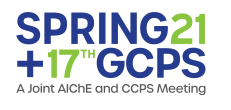 SPRING21
+17TH GCPS
A Joint AIChE and CCPS Meeting